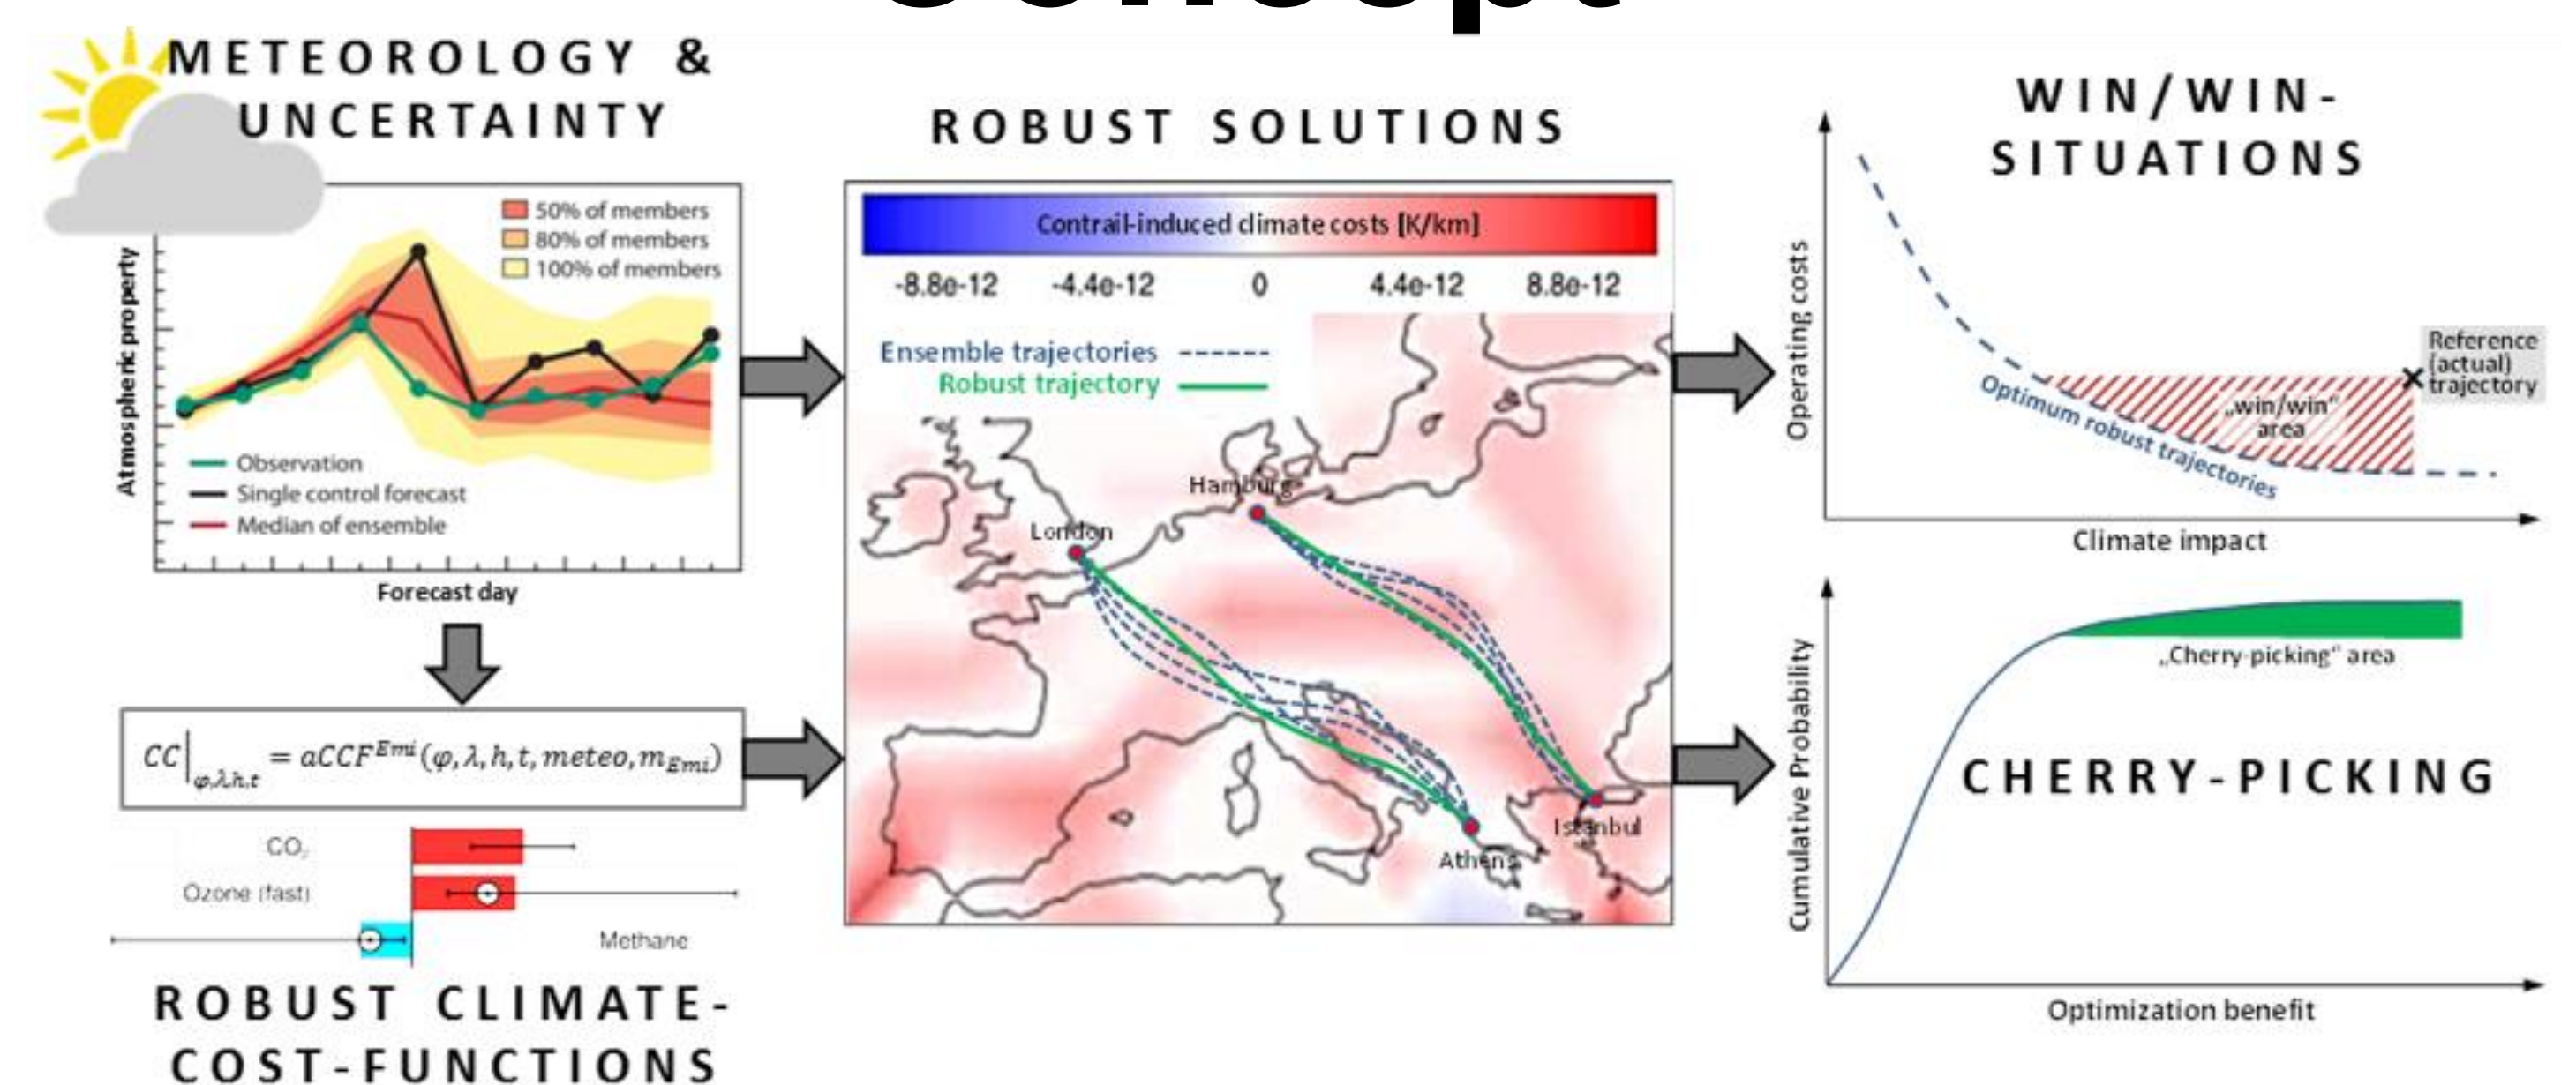 Concept
METEOROLOGY &
UNCERTAINTY
50% of members
80% of members
100% of members
Atmospheric property
Observation
Single control forecast
Median of ensemble
Forecast day
CC|φ,λ,h,t = aCCF^Emi(φ, λ, h, t, meteo, m_Emi)
CO₂
Ozone (fast)
Methane
ROBUST CLIMATE-
COST-FUNCTIONS
ROBUST SOLUTIONS
Contrail-induced climate costs [K/km]
-8.8e-12 -4.4e-12 0 4.4e-12 8.8e-12
Ensemble trajectories
Robust trajectory
Hamburg
London
Istanbul
Athens
WIN/WIN-
SITUATIONS
Operating costs
Reference
(actual)
trajectory
„win/win“
area
Optimum robust trajectories
Climate impact
Cumulative Probability
„Cherry-picking“ area
CHERRY-PICKING
Optimization benefit